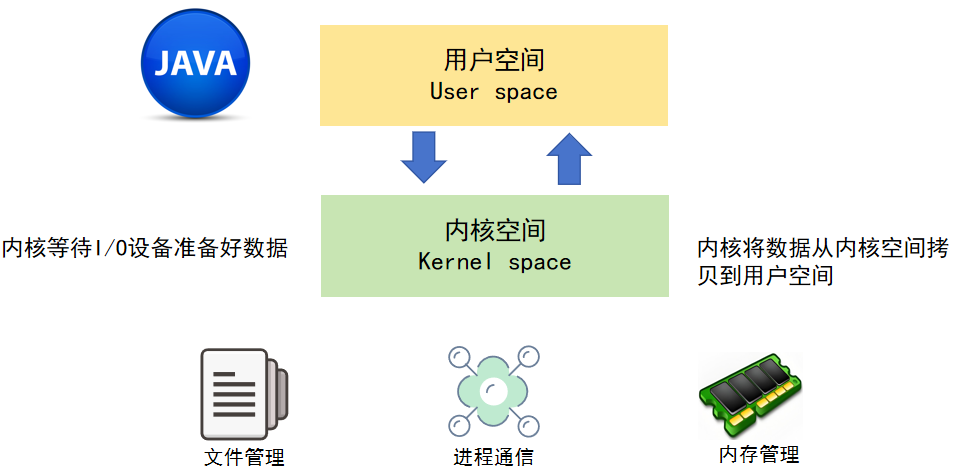 JAVA
用户空间
User space
内核空间
Kernel space
内核等待I/O设备准备好数据
内核将数据从内核空间拷
贝到用户空间
文件管理
进程通信
内存管理